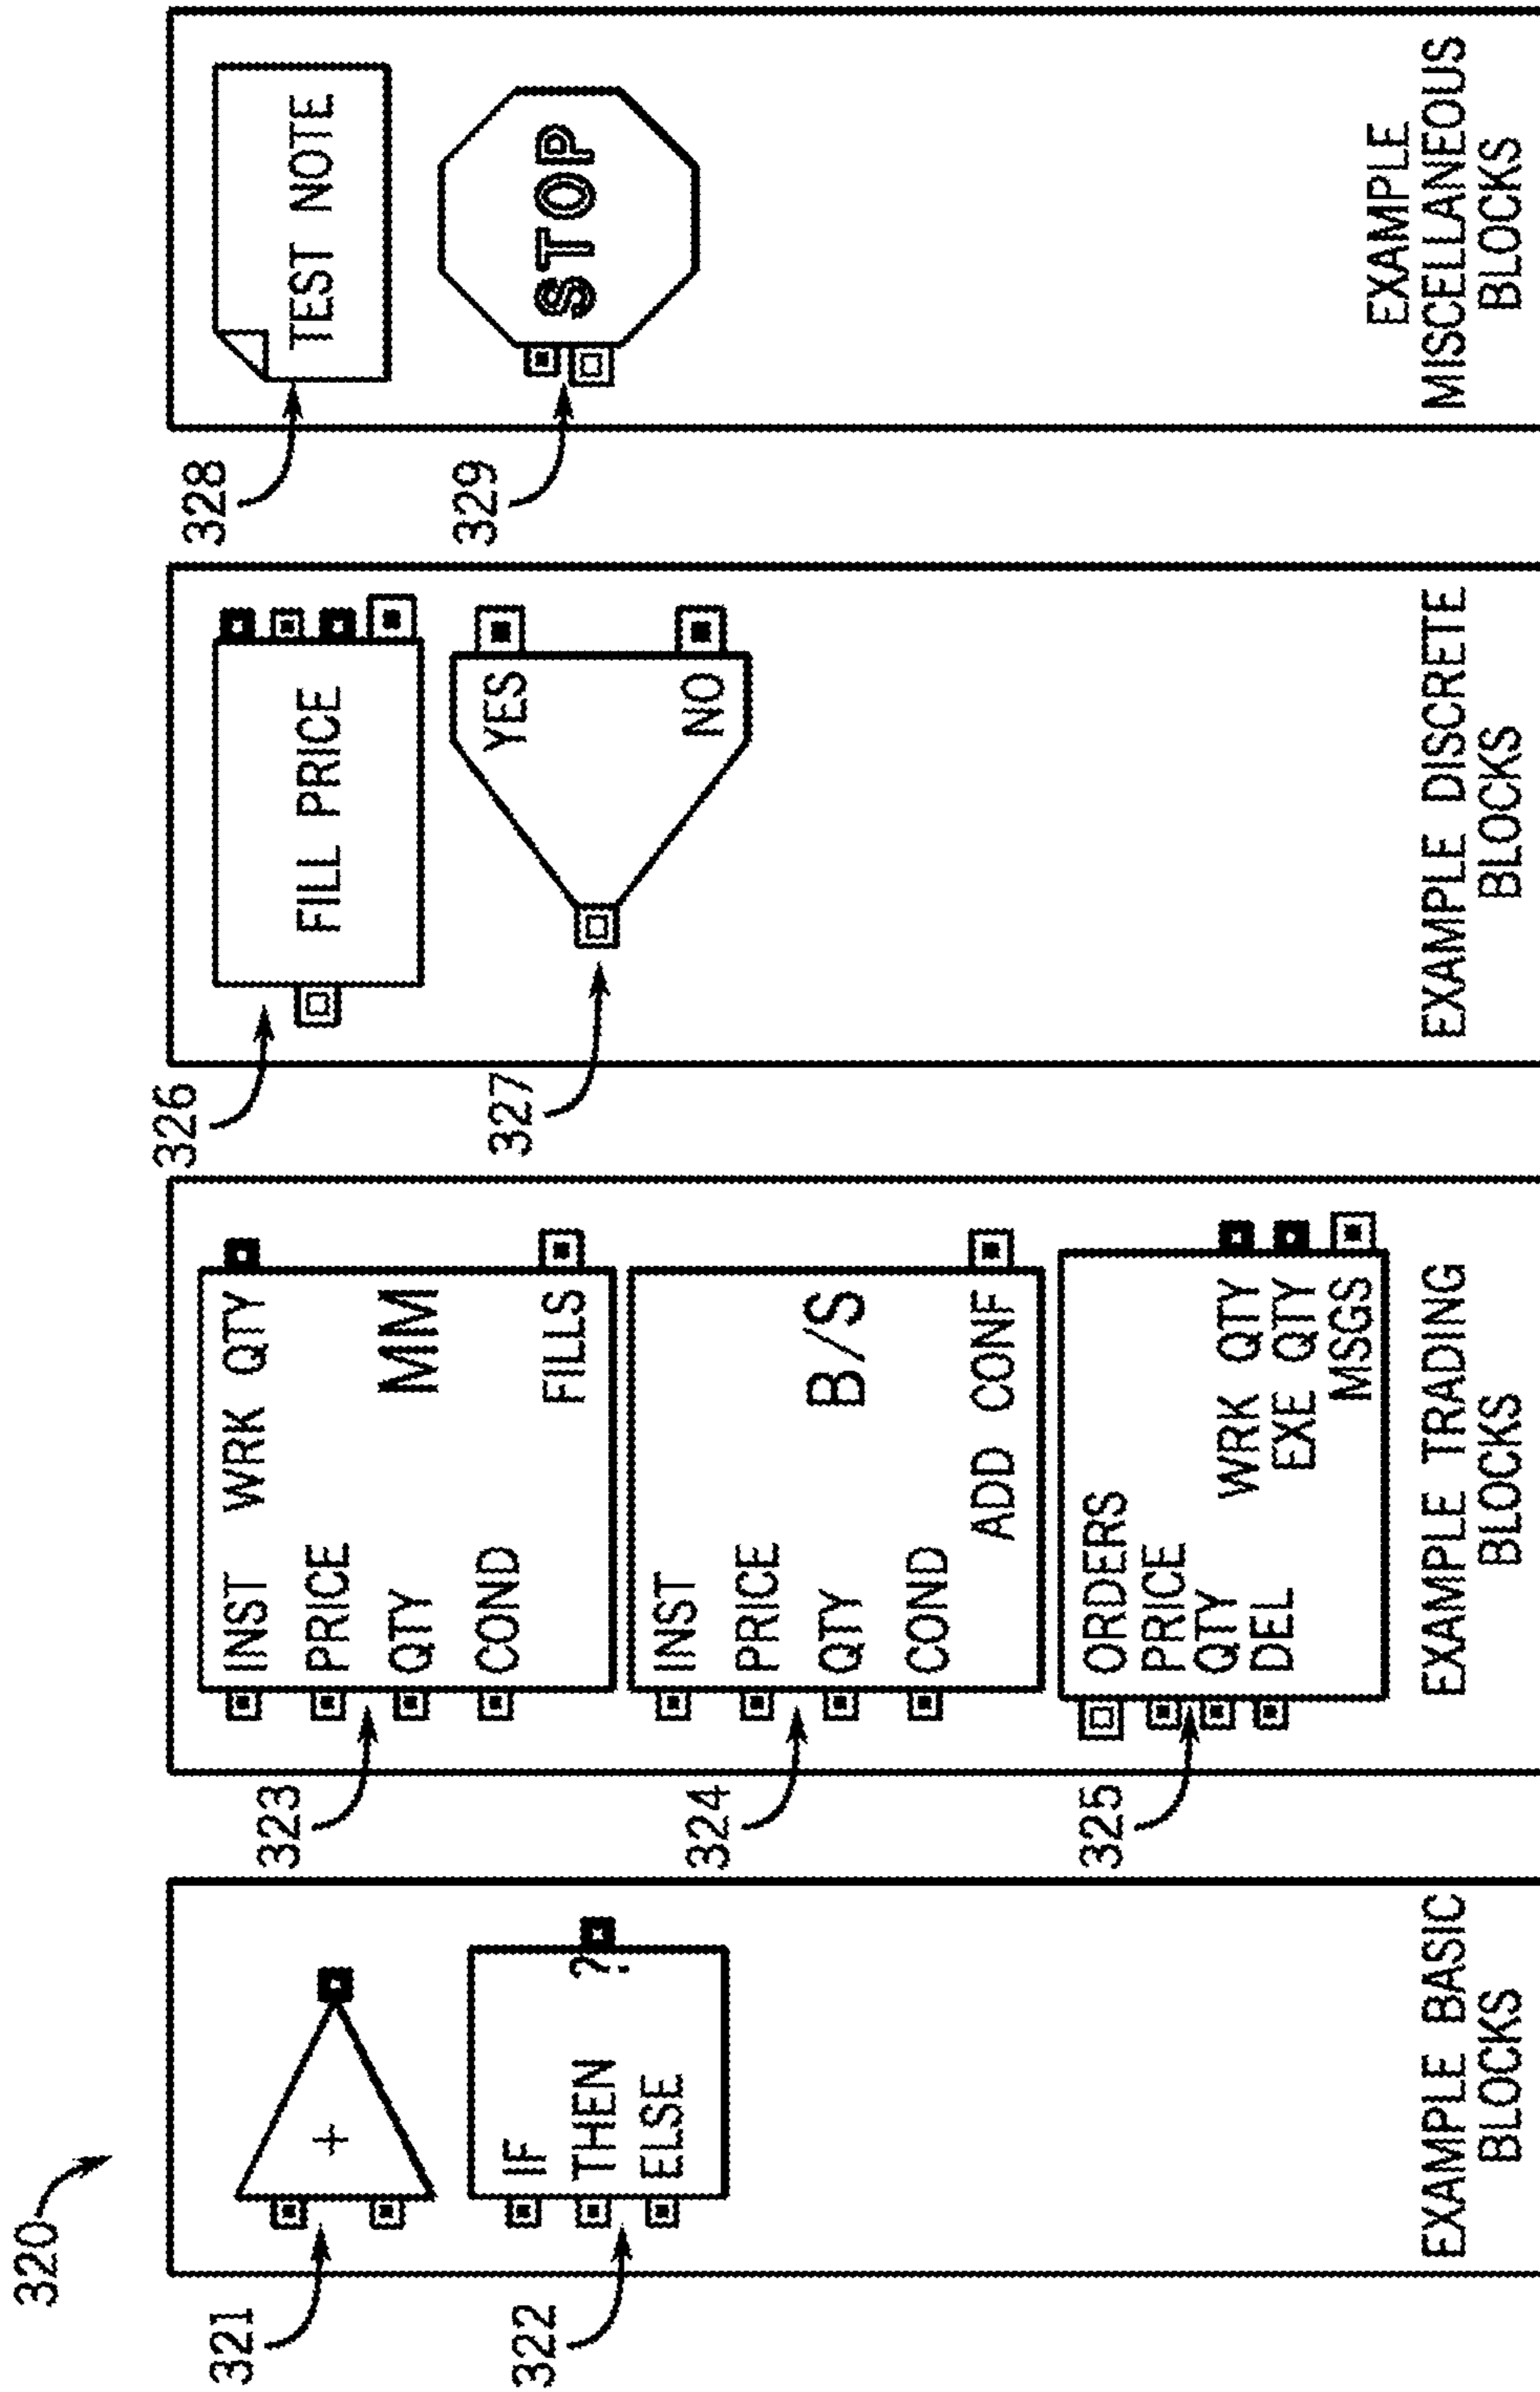 320
321
+
322
IF
THEN ?
ELSE
EXAMPLE BASIC
BLOCKS
323
INST WRK QTY
PRICE
MM
QTY
COND
FILLS
324
INST
PRICE
B/S
QTY
COND
ADD CONF
325
ORDERS
PRICE
QTY
WRK QTY
DEL
EXE QTY
MSGS
EXAMPLE TRADING
BLOCKS
326
FILL PRICE
327
YES
NO
EXAMPLE DISCRETE
BLOCKS
328
TEST NOTE
329
STOP
EXAMPLE
MISCELLANEOUS
BLOCKS